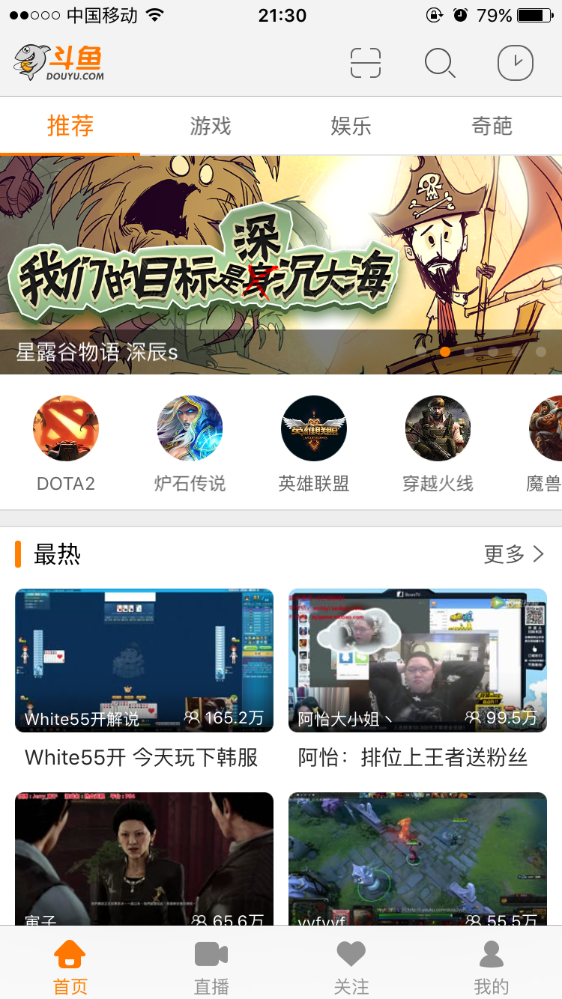 中国移动 21:30 79%
斗鱼
DOUYU.COM
推荐 游戏 娱乐 奇葩
深
我们的目标是身沉大海
星露谷物语 深辰s
DOTA2 炉石传说 英雄联盟 穿越火线 魔兽
最热 更多
White55开解说 165.2万 阿怡大小姐丶 99.5万
White55开 今天玩下韩服 阿怡：排位上王者送粉丝
寅子 65.6万 yyfyyf 55.5万
首页 直播 关注 我的